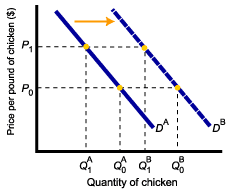 Price per pound of chicken ($)
P1
P0
D^A
D^B
Q1^A Q0^A Q1^B Q0^B
Quantity of chicken